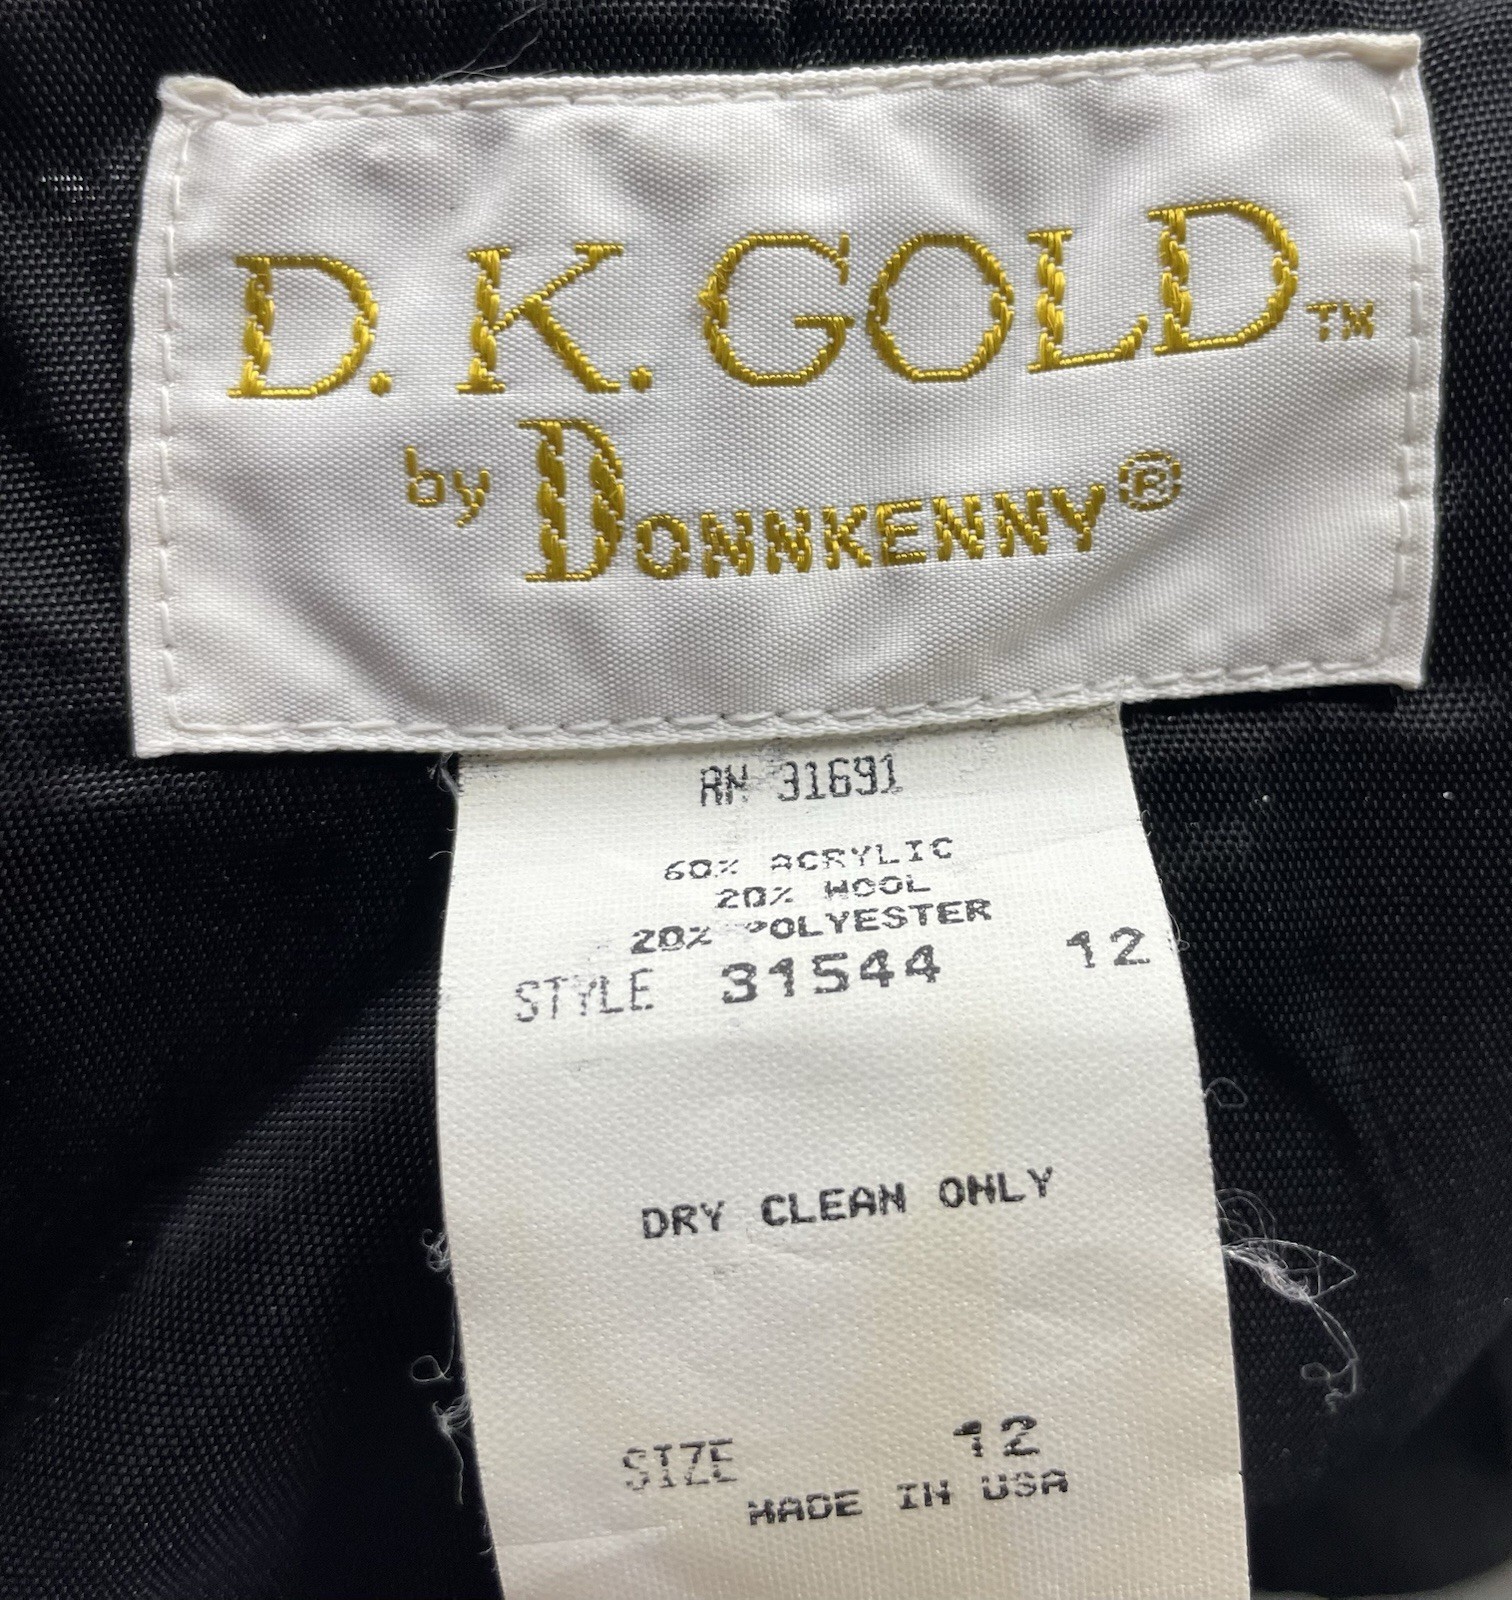 D. K. GOLD™
by DONNKENNY®
RN 31691
60% ACRYLIC
20% WOOL
20% POLYESTER
STYLE 31544 12
DRY CLEAN ONLY
SIZE 12
MADE IN USA